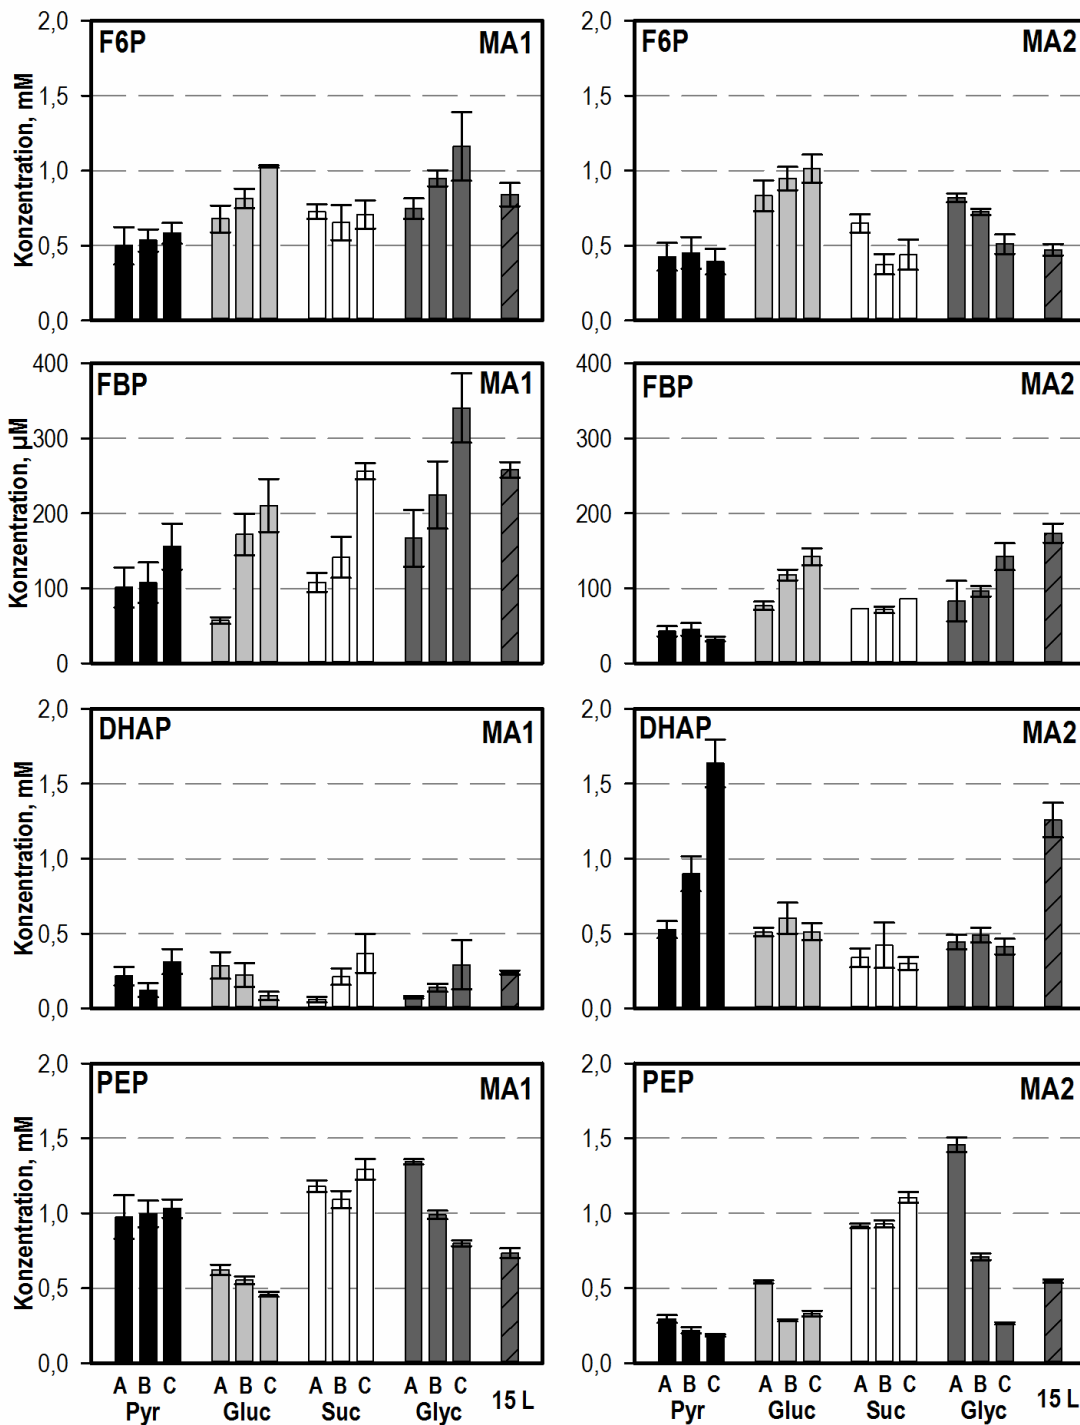 F6P MA1
Konzentration, mM
2,0
1,5
1,0
0,5
0,0
F6P MA2
2,0
1,5
1,0
0,5
0,0
FBP MA1
Konzentration, µM
400
300
200
100
0
FBP MA2
400
300
200
100
0
DHAP MA1
Konzentration, mM
2,0
1,5
1,0
0,5
0,0
DHAP MA2
2,0
1,5
1,0
0,5
0,0
PEP MA1
Konzentration, mM
2,0
1,5
1,0
0,5
0,0
PEP MA2
2,0
1,5
1,0
0,5
0,0
A B C A B C A B C A B C 15 L
Pyr Gluc Suc Glyc
A B C A B C A B C A B C 15 L
Pyr Gluc Suc Glyc